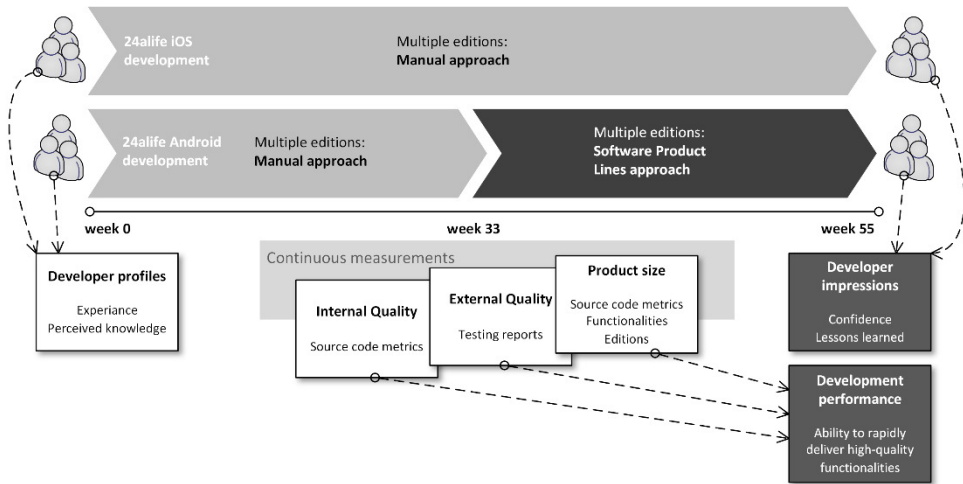 24alife iOS
development
Multiple editions:
Manual approach
24alife Android
development
Multiple editions:
Manual approach
Multiple editions:
Software Product
Lines approach
week 0
week 33
week 55
Developer profiles
Experiance
Perceived knowledge
Continuous measurements
Internal Quality
Source code metrics
External Quality
Testing reports
Product size
Source code metrics
Functionalities
Editions
Developer
impressions
Confidence
Lessons learned
Development
performance
Ability to rapidly
deliver high-quality
functionalities